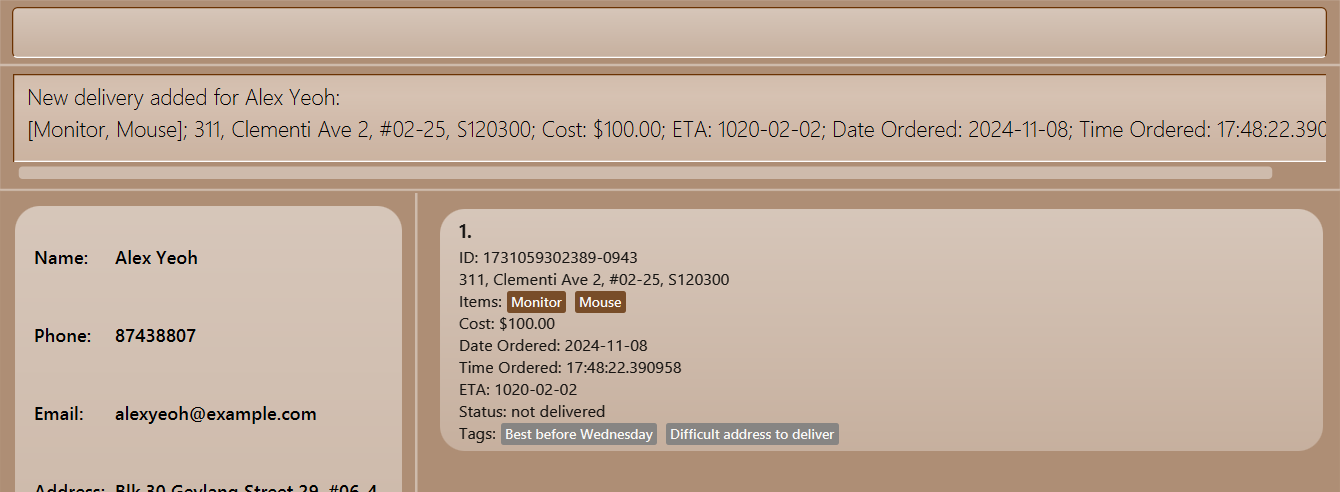 New delivery added for Alex Yeoh:
[Monitor, Mouse]; 311, Clementi Ave 2, #02-25, S120300; Cost: $100.00; ETA: 1020-02-02; Date Ordered: 2024-11-08; Time Ordered: 17:48:22.390
Name: Alex Yeoh
Phone: 87438807
Email: alexyeoh@example.com
Address: Blk 30 Geylang Street 29, #06-4
1.
ID: 1731059302389-0943
311, Clementi Ave 2, #02-25, S120300
Items: Monitor Mouse
Cost: $100.00
Date Ordered: 2024-11-08
Time Ordered: 17:48:22.390958
ETA: 1020-02-02
Status: not delivered
Tags: Best before Wednesday Difficult address to deliver